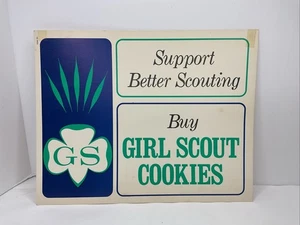 Support
Better Scouting
GS
Buy
GIRL SCOUT
COOKIES